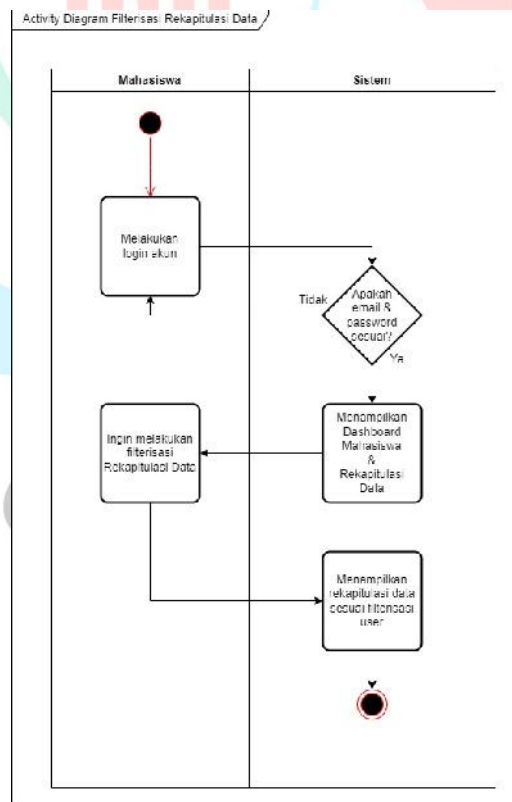 Activity Diagram Filterisasi Rekapitulasi Data
Mahasiswa
Sistem
Melakukan
login akun
Tidak
Apakah
email &
password
sesuai?
Ya
Ingin melakukan
filterisasi
Rekapitulasi Data
Menampilkan
Dashboard
Mahasiswa
&
Rekapitulasi
Data
Menampilkan
rekapitulasi data
sesuai filterisasi
user